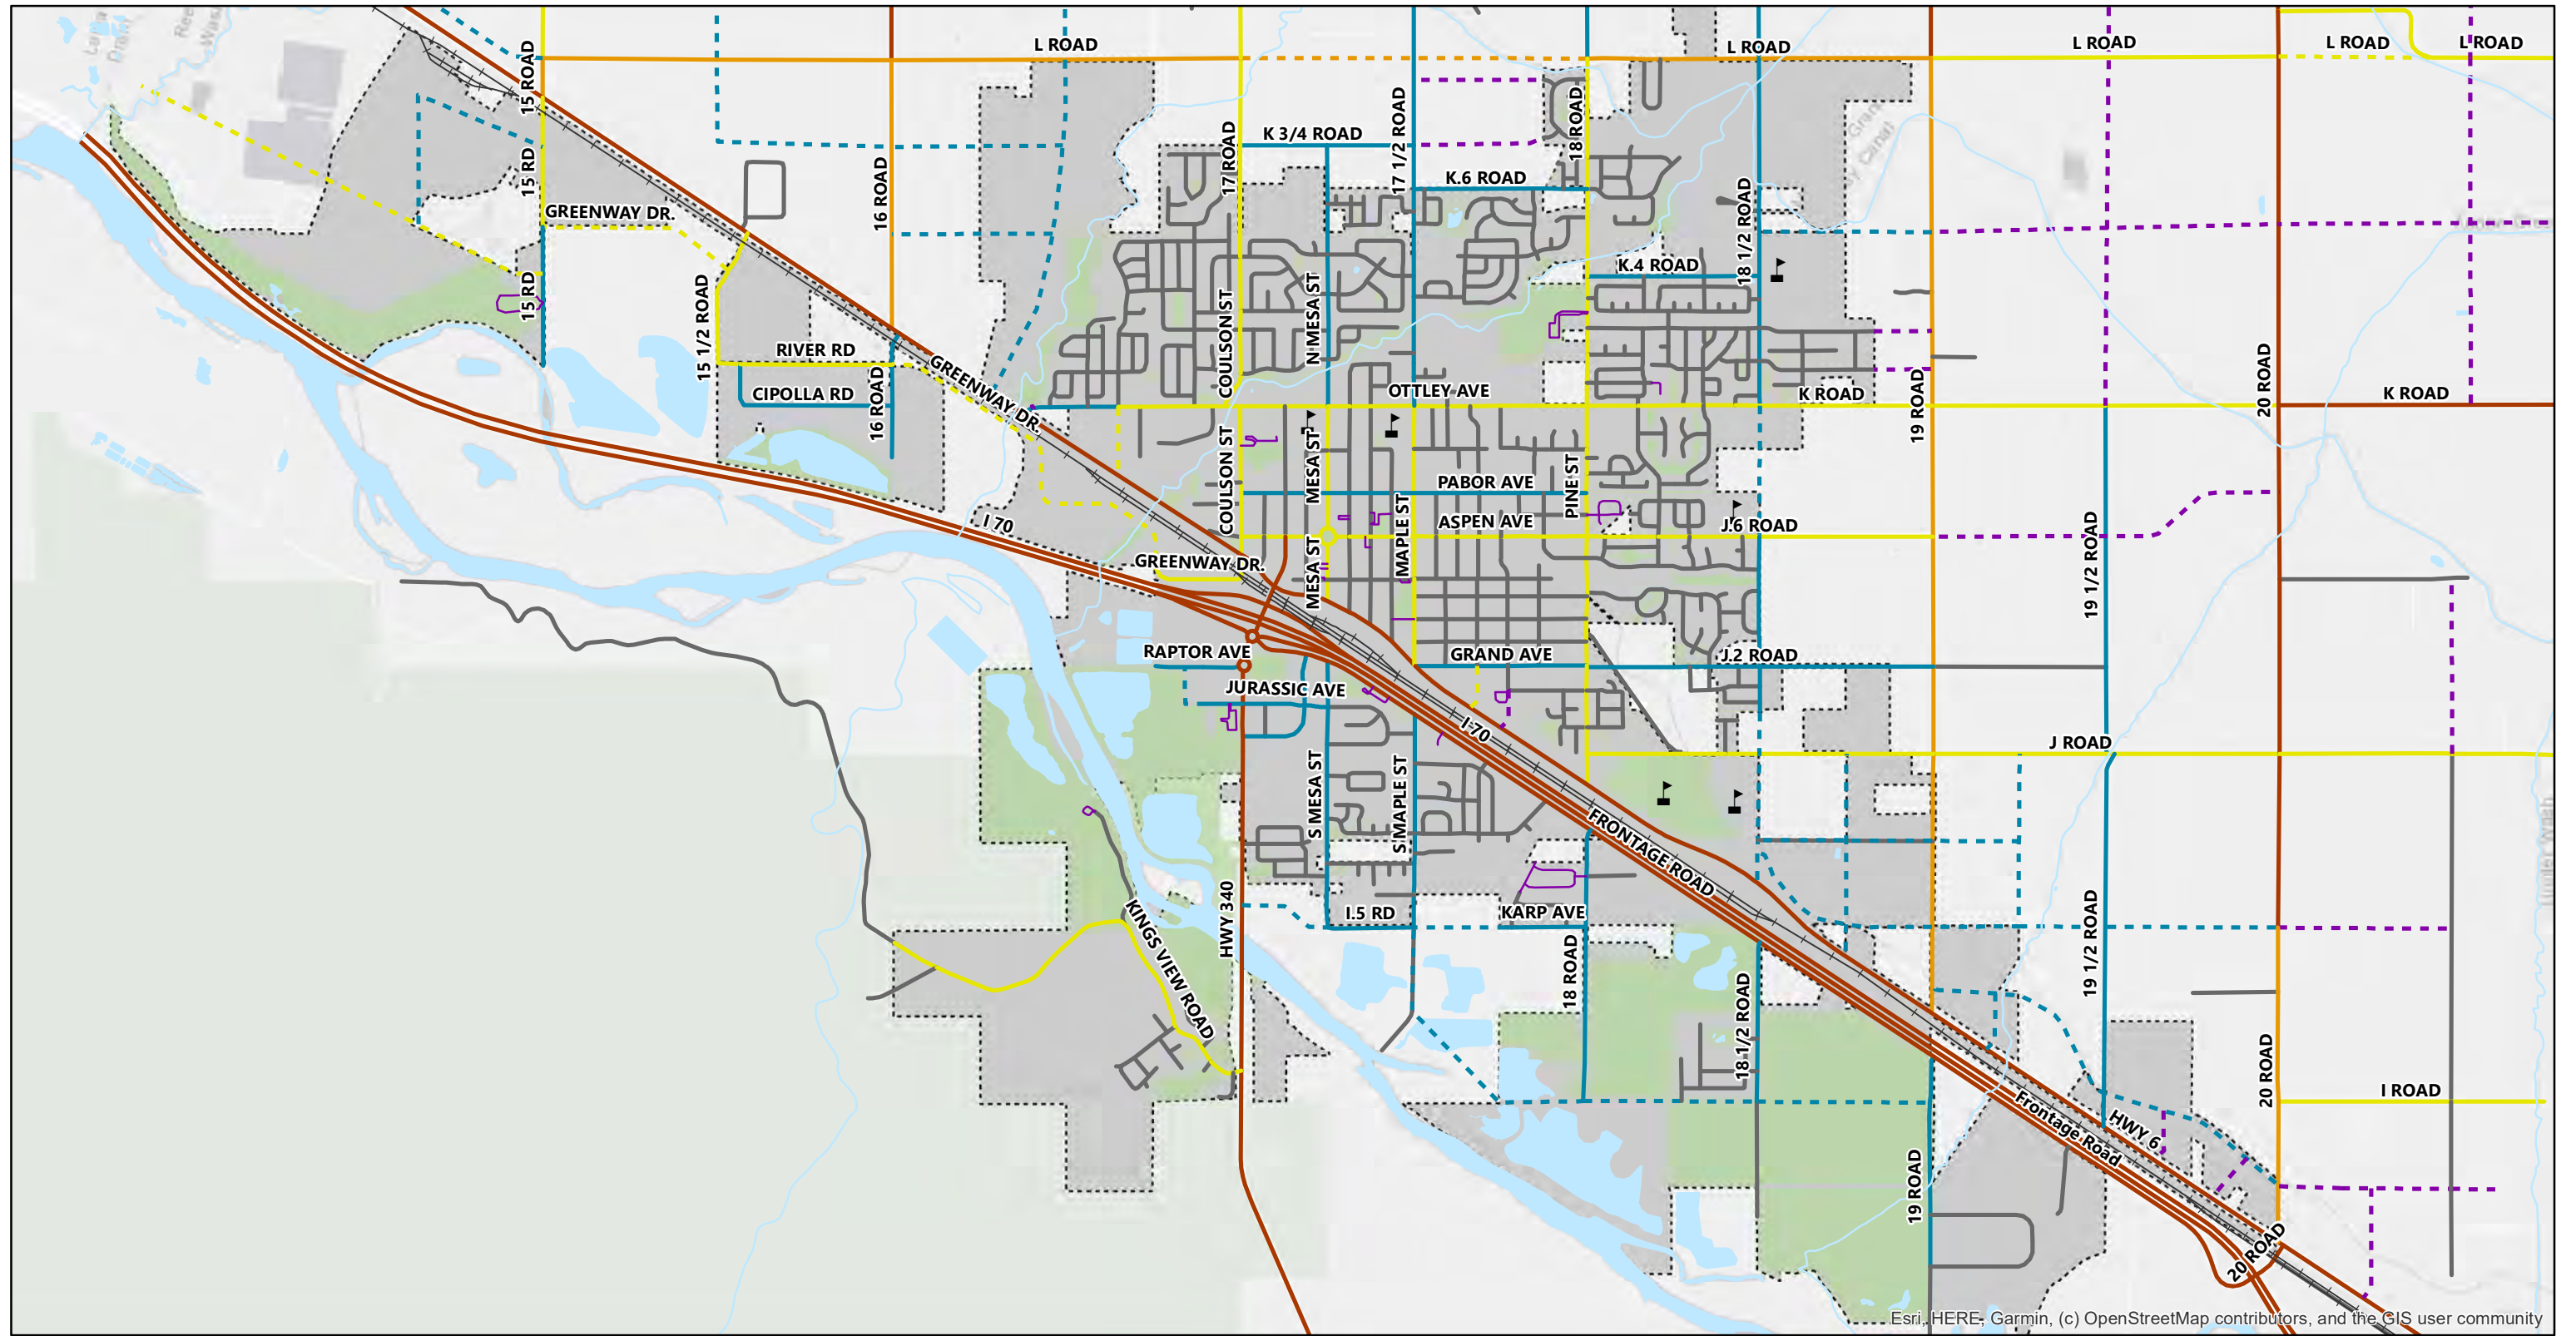 L ROAD
L ROAD
L ROAD
L ROAD
L ROAD
15 ROAD
K 3/4 ROAD
17 1/2 ROAD
18 ROAD
15 RD
16 ROAD
17 ROAD
K.6 ROAD
18 1/2 ROAD
GREENWAY DR.
K.4 ROAD
15 RD
15 1/2 ROAD
COULSON ST
N MESA ST
RIVER RD
GREENWAY DR.
CIPOLLA RD
16 ROAD
OTTLEY AVE
K ROAD
19 ROAD
20 ROAD
K ROAD
COULSON ST
MESA ST
PABOR AVE
PINE ST
MAPLE ST
ASPEN AVE
J.6 ROAD
19 1/2 ROAD
I 70
GREENWAY DR.
MESA ST
RAPTOR AVE
GRAND AVE
J.2 ROAD
JURASSIC AVE
I-70
J ROAD
S MESA ST
S MAPLE ST
FRONTAGE ROAD
HWY 340
I.5 RD
KARP AVE
KINGS VIEW ROAD
18 ROAD
18 1/2 ROAD
19 1/2 ROAD
20 ROAD
I ROAD
HWY 6
Frontage Road
19 ROAD
20 ROAD
Esri, HERE, Garmin, (c) OpenStreetMap contributors, and the GIS user community